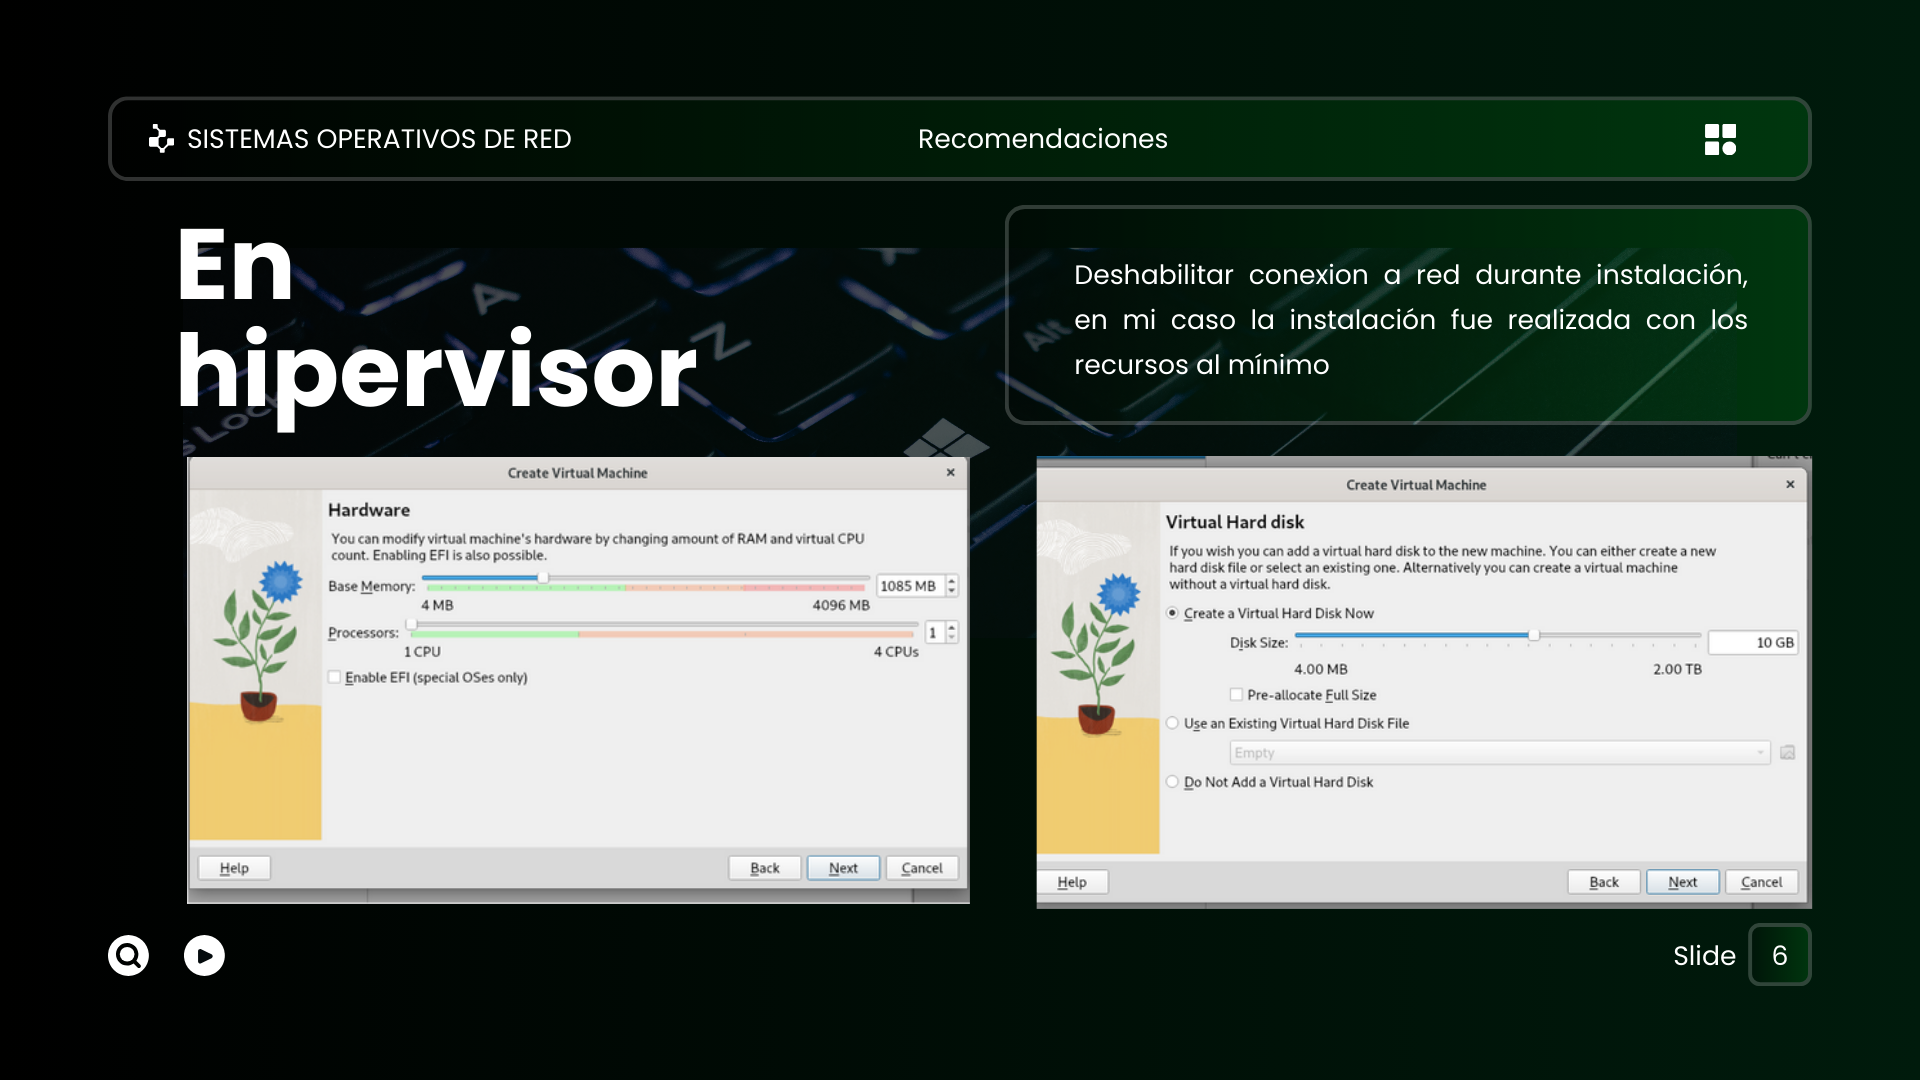 SISTEMAS OPERATIVOS DE RED
Recomendaciones
En
hipervisor
Deshabilitar conexion a red durante instalación,
en mi caso la instalación fue realizada con los
recursos al mínimo
A
Z
Alt
s Lock
Create Virtual Machine
Hardware
You can modify virtual machine's hardware by changing amount of RAM and virtual CPU
count. Enabling EFI is also possible.
Base Memory:
1085 MB
4 MB
4096 MB
Processors:
1
1 CPU
4 CPUs
Enable EFI (special OSes only)
Help
Back
Next
Cancel
Create Virtual Machine
Virtual Hard disk
If you wish you can add a virtual hard disk to the new machine. You can either create a new
hard disk file or select an existing one. Alternatively you can create a virtual machine
without a virtual hard disk.
Create a Virtual Hard Disk Now
Disk Size:
10 GB
4.00 MB
2.00 TB
Pre-allocate Full Size
Use an Existing Virtual Hard Disk File
Empty
Do Not Add a Virtual Hard Disk
Help
Back
Next
Cancel
Slide
6